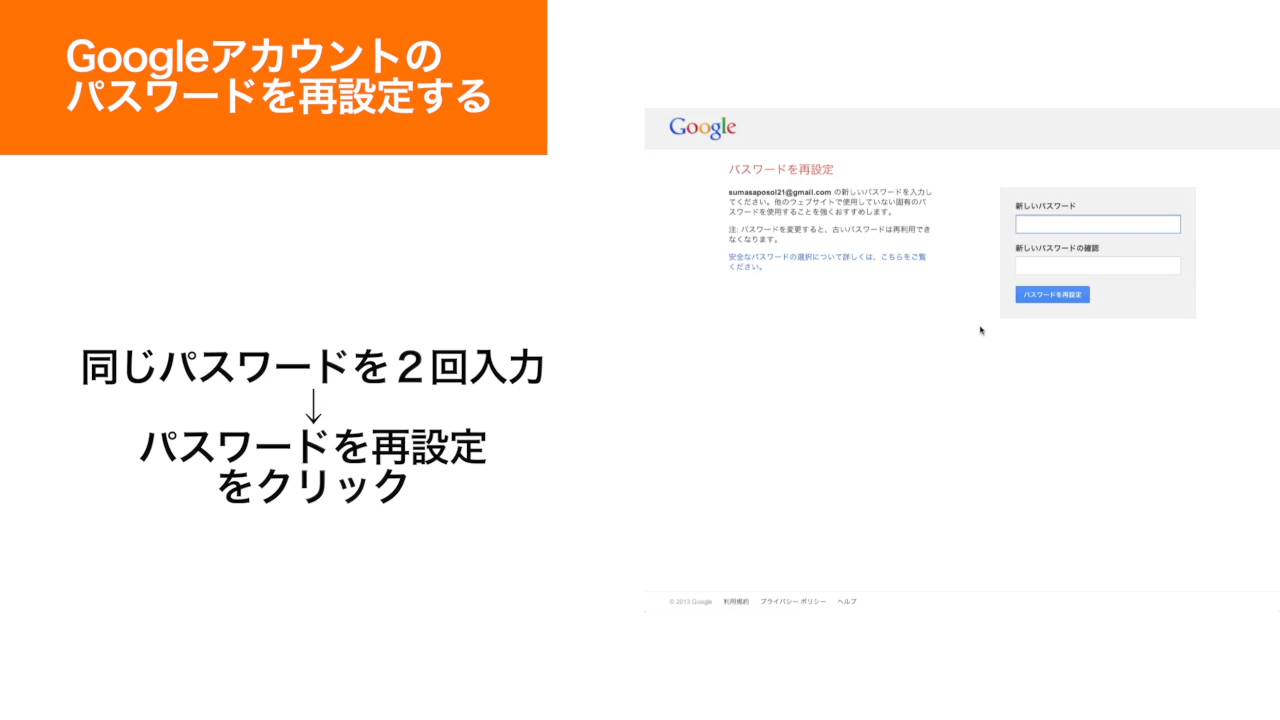 Googleアカウントの
パスワードを再設定する
同じパスワードを２回入力
↓
パスワードを再設定
をクリック
Google
パスワードを再設定
sumasaposol21@gmail.com の新しいパスワードを入力し
てください。他のウェブサイトで使用していない固有のパ
スワードを使用することを強くおすすめします。
注: パスワードを変更すると、古いパスワードは再利用でき
なくなります。
安全なパスワードの選択について詳しくは、こちらをご覧
ください。
新しいパスワード
新しいパスワードの確認
パスワードを再設定
© 2013 Google 利用規約 プライバシー ポリシー ヘルプ